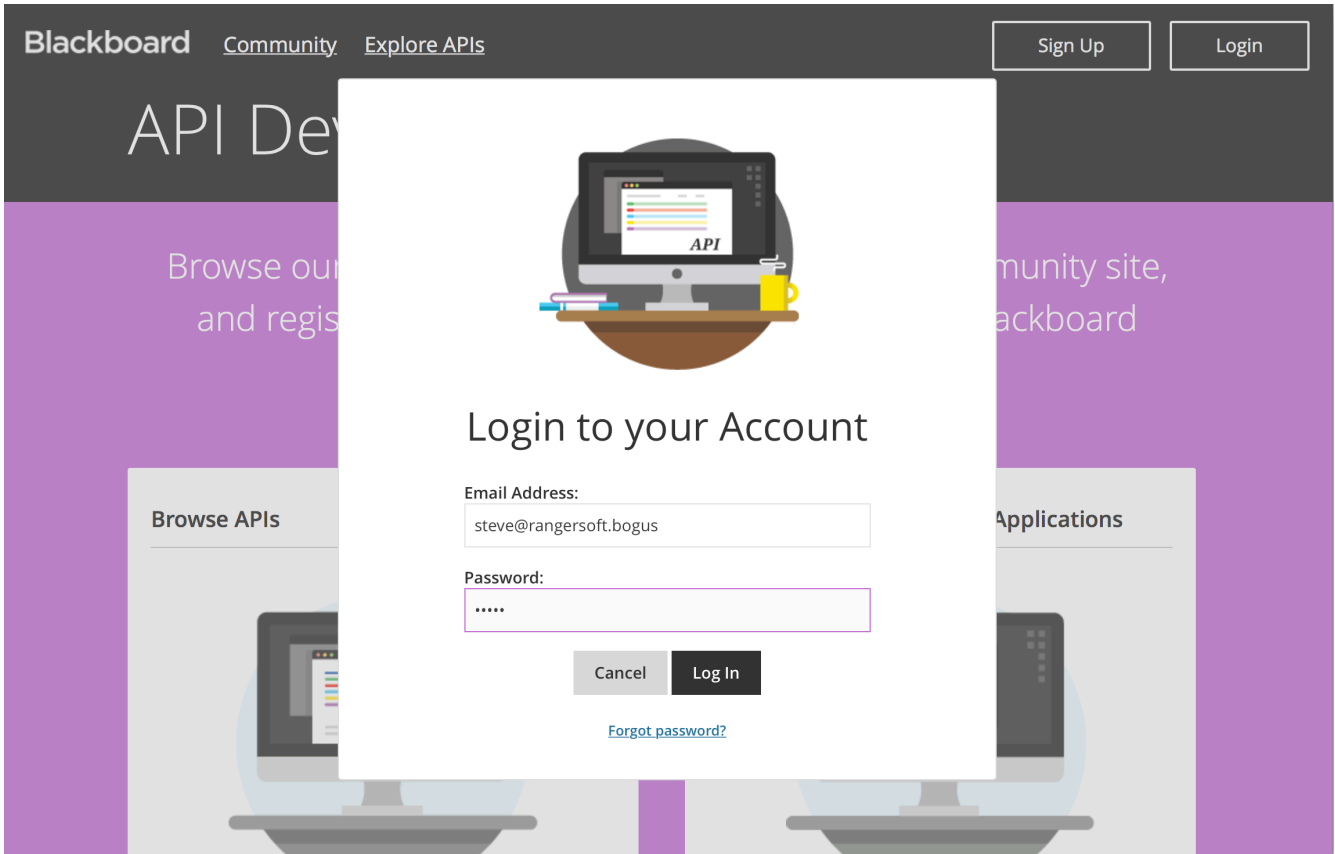 Blackboard Community Explore APIs Sign Up Login
API De
API
Browse our
munity site,
and regis
ackboard
Login to your Account
Email Address:
steve@rangersoft.bogus
Browse APIs
Applications
Password:
•••••
Cancel Log In
Forgot password?